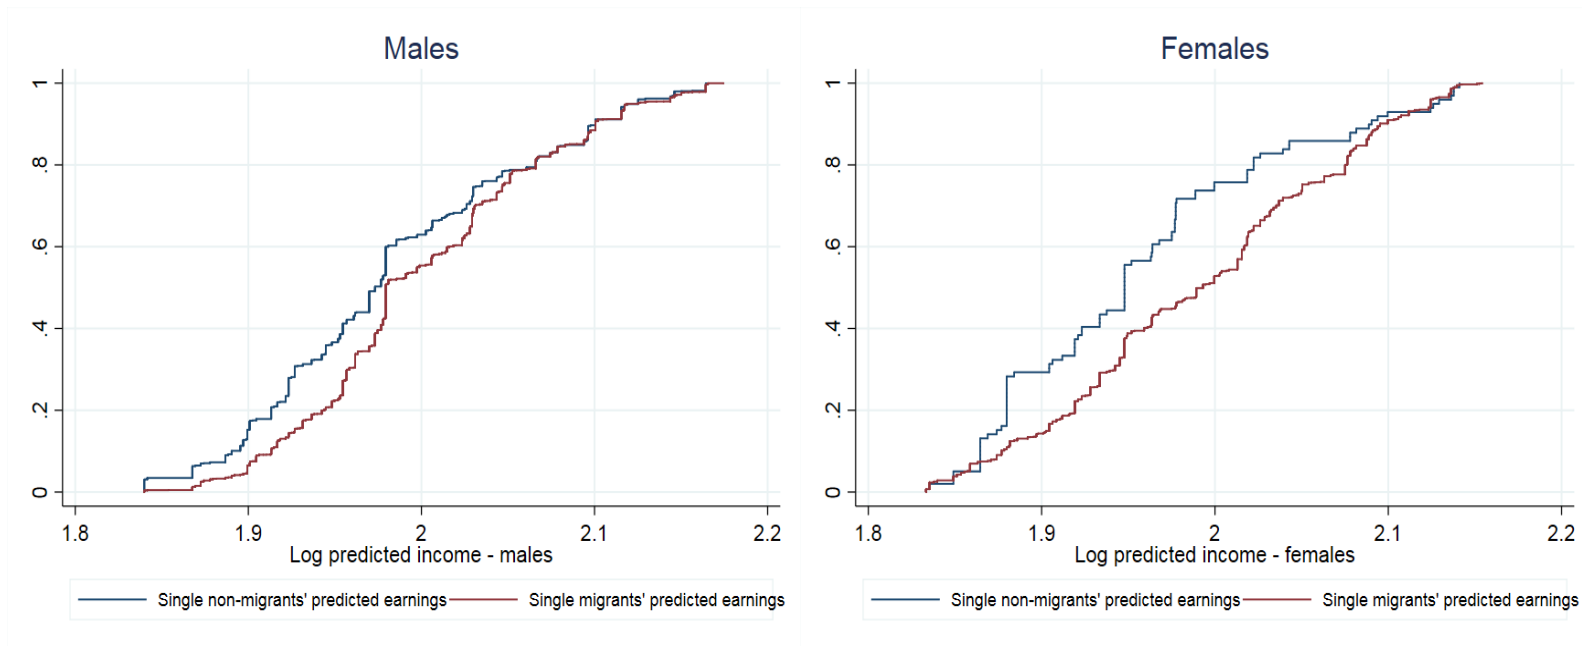 Males
1
.8
.6
.4
.2
0
1.8 1.9 2 2.1 2.2
Log predicted income - males
Single non-migrants' predicted earnings Single migrants' predicted earnings
Females
1
.8
.6
.4
.2
0
1.8 1.9 2 2.1 2.2
Log predicted income - females
Single non-migrants' predicted earnings Single migrants' predicted earnings